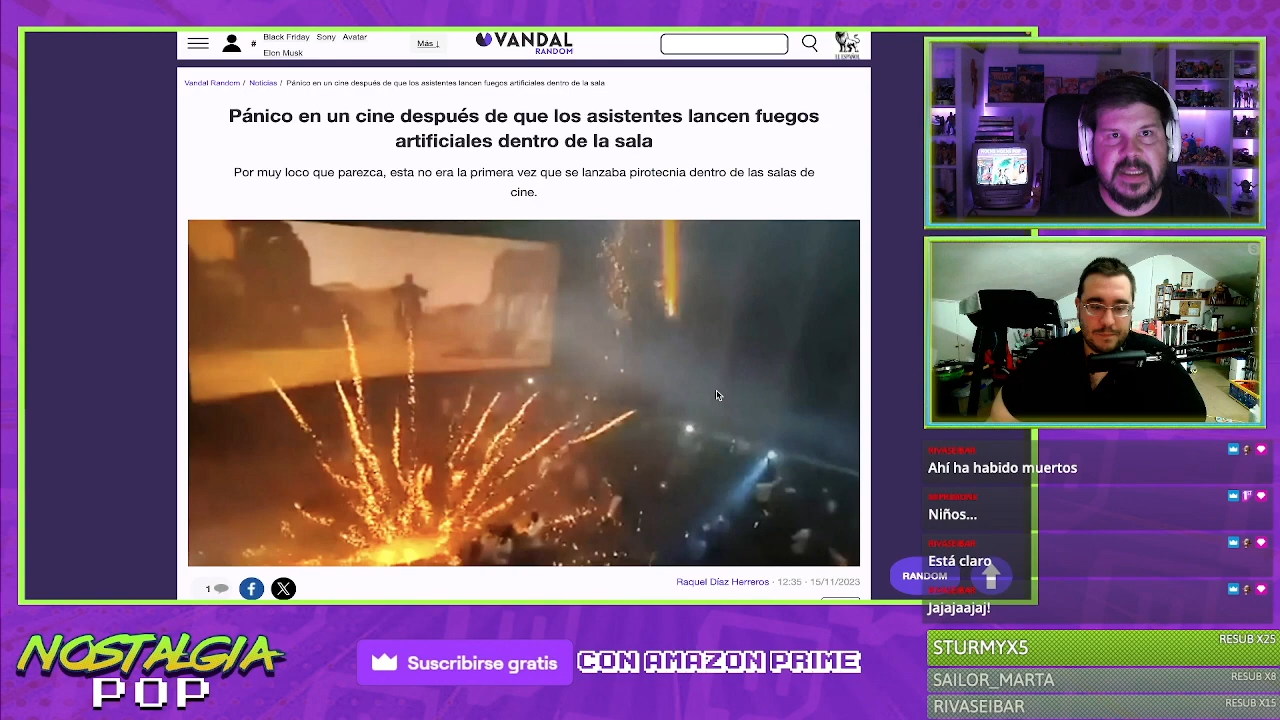 #
Black Friday Sony Avatar
Elon Musk
Más ↓
VANDAL
RANDOM
EL ESPAÑOL
Vandal Random / Noticias / Pánico en un cine después de que los asistentes lancen fuegos artificiales dentro de la sala
Pánico en un cine después de que los asistentes lancen fuegos
artificiales dentro de la sala
Por muy loco que parezca, esta no era la primera vez que se lanzaba pirotecnia dentro de las salas de
cine.
1
Raquel Díaz Herreros · 12:35 · 15/11/2023
RANDOM
S
RIVASEIBAR
Ahí ha habido muertos
Niños...
RIVASEIBAR
Está claro
Jajajaajaj!
NOSTALGIA
POP
Suscribirse gratis
CON AMAZON PRIME
STURMYX5 RESUB X25
SAILOR_MARTA RESUB X8
RIVASEIBAR RESUB X15